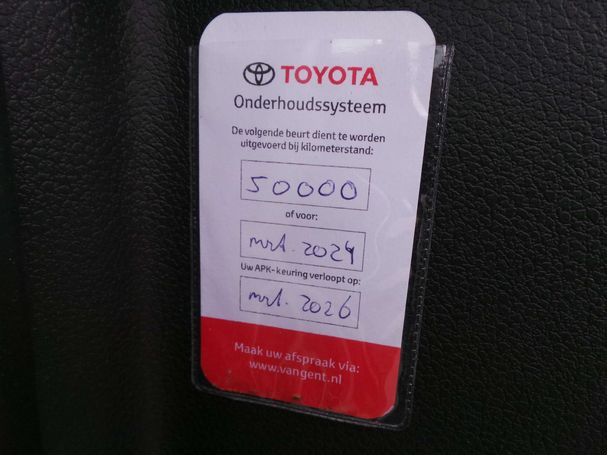 TOYOTA
Onderhoudssysteem
De volgende beurt dient te worden
uitgevoerd bij kilometerstand:
50000
of voor:
mrt. 2024
Uw APK-keuring verloopt op:
mrt. 2026
Maak uw afspraak via:
www.vangent.nl